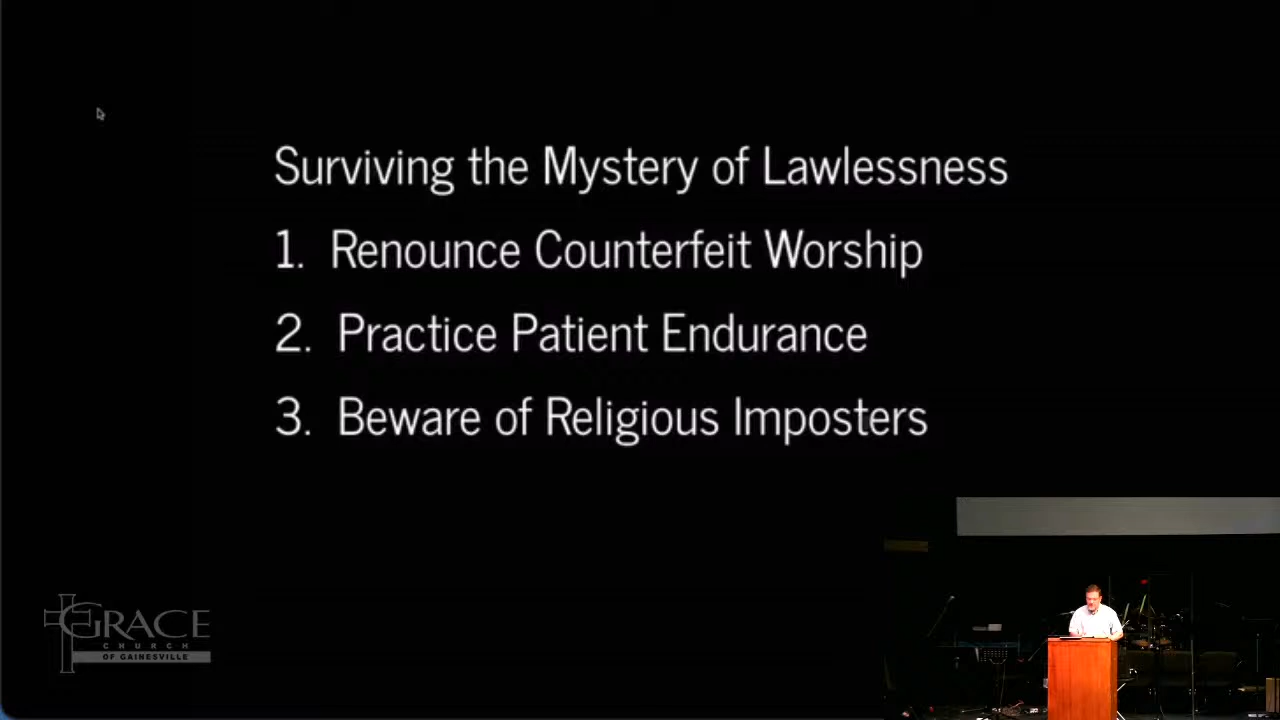 Surviving the Mystery of Lawlessness
1. Renounce Counterfeit Worship
2. Practice Patient Endurance
3. Beware of Religious Imposters
GRACE
CHURCH
OF GAINESVILLE